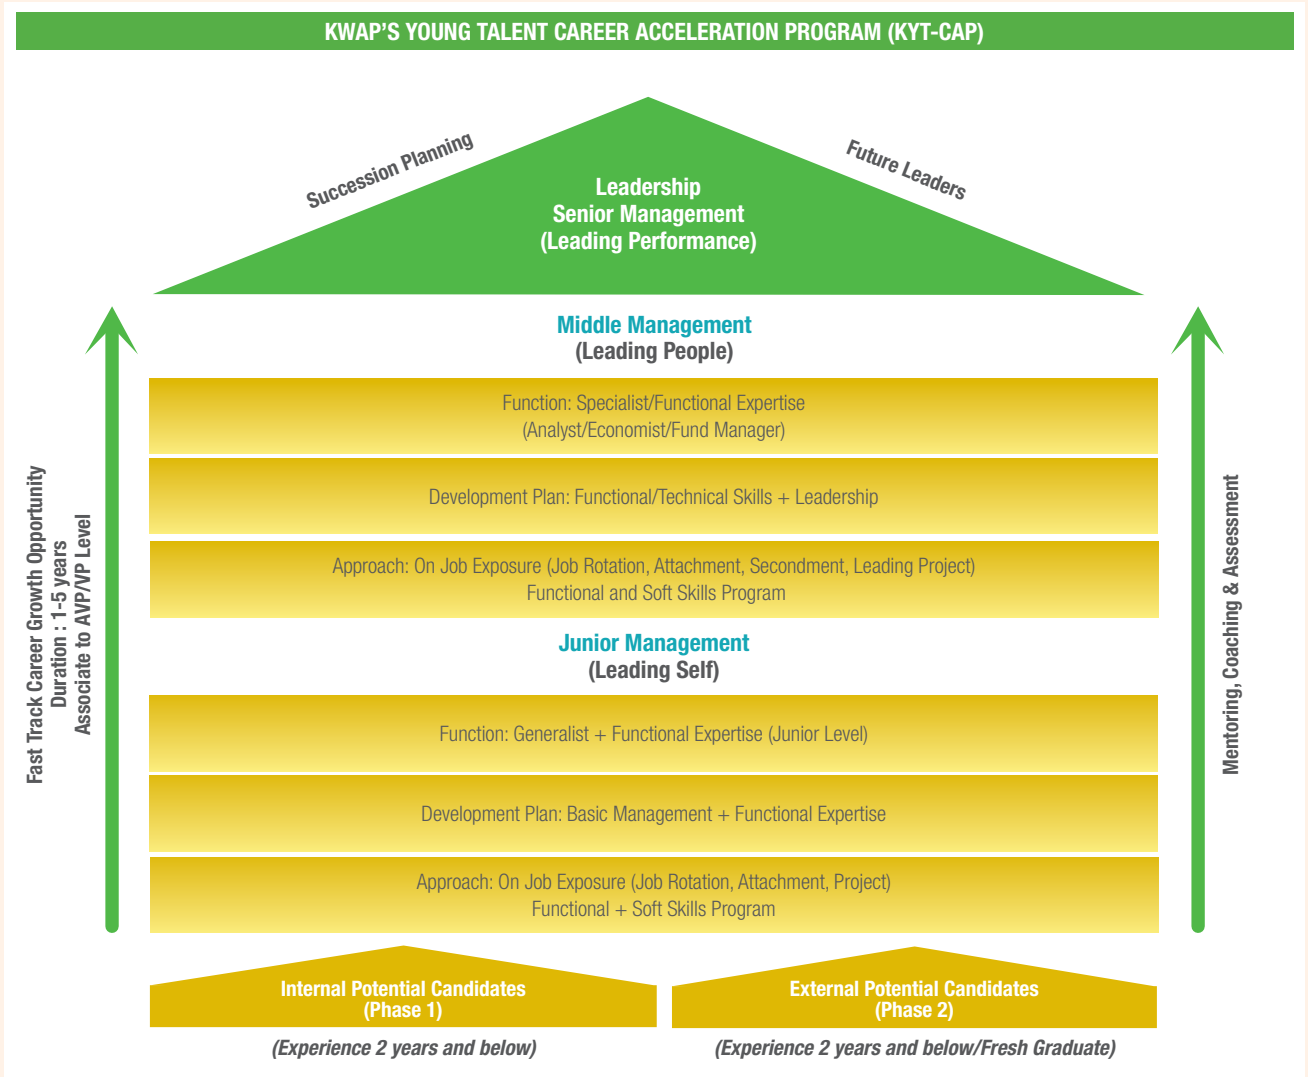 KWAP'S YOUNG TALENT CAREER ACCELERATION PROGRAM (KYT-CAP)
Succession Planning
Future Leaders
Leadership
Senior Management
(Leading Performance)
Middle Management
(Leading People)
Function: Specialist/Functional Expertise
(Analyst/Economist/Fund Manager)
Development Plan: Functional/Technical Skills + Leadership
Approach: On Job Exposure (Job Rotation, Attachment, Secondment, Leading Project)
Functional and Soft Skills Program
Junior Management
(Leading Self)
Function: Generalist + Functional Expertise (Junior Level)
Development Plan: Basic Management + Functional Expertise
Approach: On Job Exposure (Job Rotation, Attachment, Project)
Functional + Soft Skills Program
Fast Track Career Growth Opportunity
Duration : 1-5 years
Associate to AVP/VP Level
Mentoring, Coaching & Assessment
Internal Potential Candidates
(Phase 1)
(Experience 2 years and below)
External Potential Candidates
(Phase 2)
(Experience 2 years and below/Fresh Graduate)